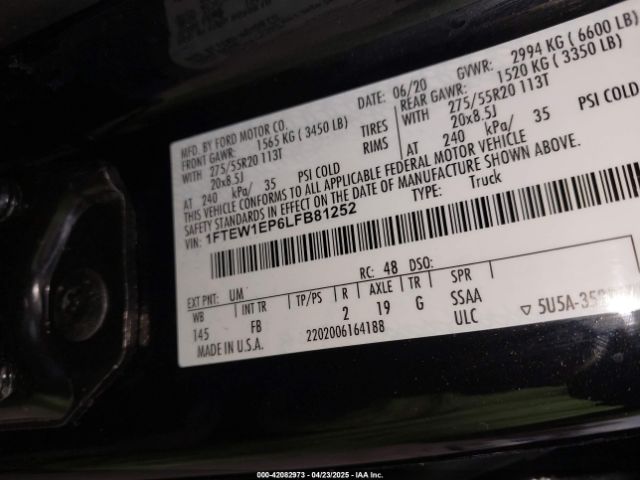 MFD. BY FORD MOTOR CO. DATE: 06/20 GVWR: 2994 KG ( 6600 LB)
FRONT GAWR: 1565 KG ( 3450 LB) REAR GAWR: 1520 KG ( 3350 LB)
WITH 275/55R20 113T TIRES WITH 275/55R20 113T
20x8.5J RIMS 20x8.5J
AT 240 kPa/ 35 PSI COLD AT 240 kPa/ 35 PSI COLD
THIS VEHICLE CONFORMS TO ALL APPLICABLE FEDERAL MOTOR VEHICLE
SAFETY STANDARDS IN EFFECT ON THE DATE OF MANUFACTURE SHOWN ABOVE.
VIN: 1FTEW1EP6LFB81252 TYPE: Truck
EXT PNT: UM RC: 48 DSO:
WB INT TR TP/PS R AXLE TR SPR
145 FB 2 19 G SSAA
MADE IN U.S.A. 2202006164188 ULC ▽ 5U5A-35
000-42082973 - 04/23/2025 - IAA Inc.